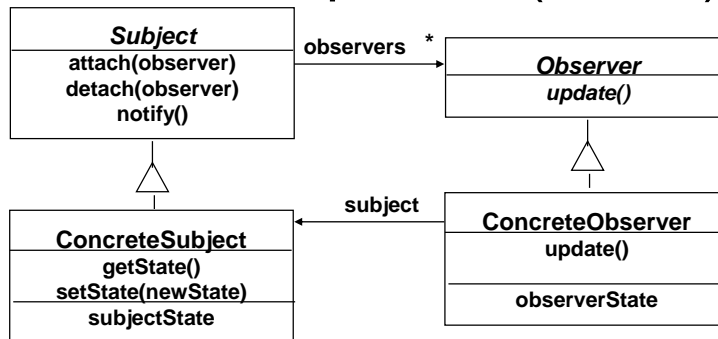 Subject
attach(observer)
detach(observer)
notify()
observers *
Observer
update()
subject
ConcreteSubject
getState()
setState(newState)
subjectState
ConcreteObserver
update()
observerState